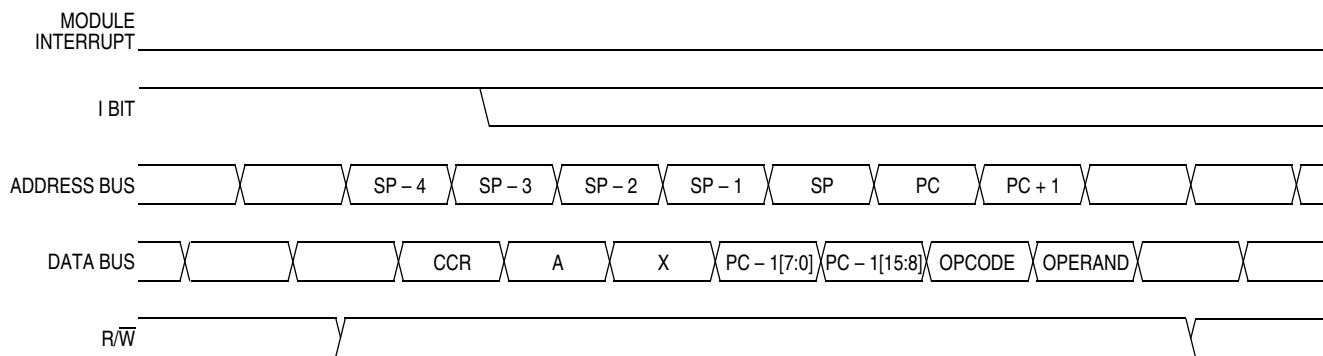 MODULE
INTERRUPT
I BIT
ADDRESS BUS SP – 4 SP – 3 SP – 2 SP – 1 SP PC PC + 1
DATA BUS CCR A X PC – 1[7:0] PC – 1[15:8] OPCODE OPERAND
R/W̅